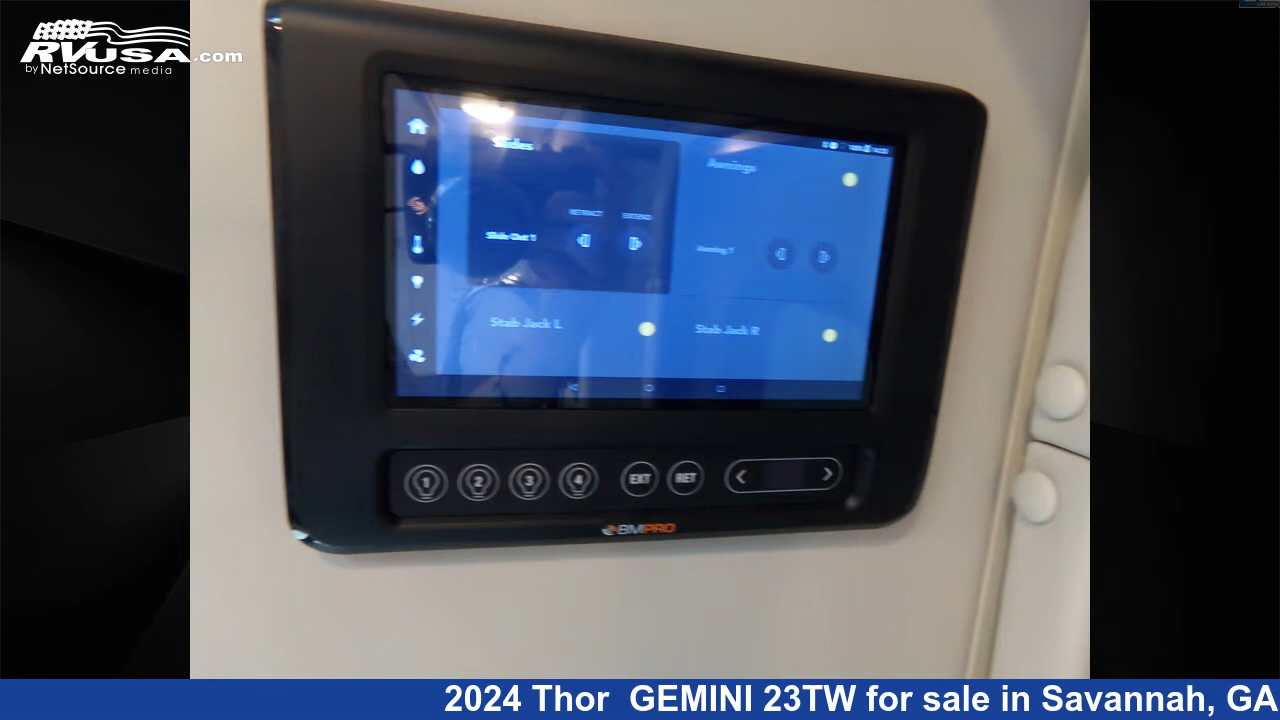 RVUSA.com
by NetSource media
Slides
Awnings
RETRACT EXTEND
Slide Out 1
Awning 1
Stab Jack L
Stab Jack R
1 2 3 4 EXT RET
BMPRO
2024 Thor GEMINI 23TW for sale in Savannah, GA